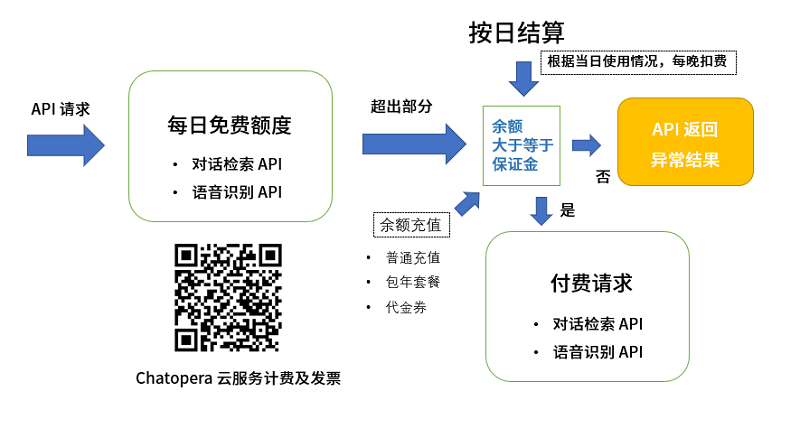 按日结算
根据当日使用情况，每晚扣费
API 请求
每日免费额度
• 对话检索 API
• 语音识别 API
超出部分
余额
大于等于
保证金
否
API 返回
异常结果
是
余额充值
• 普通充值
• 包年套餐
• 代金券
付费请求
• 对话检索 API
• 语音识别 API
Chatopera 云服务计费及发票